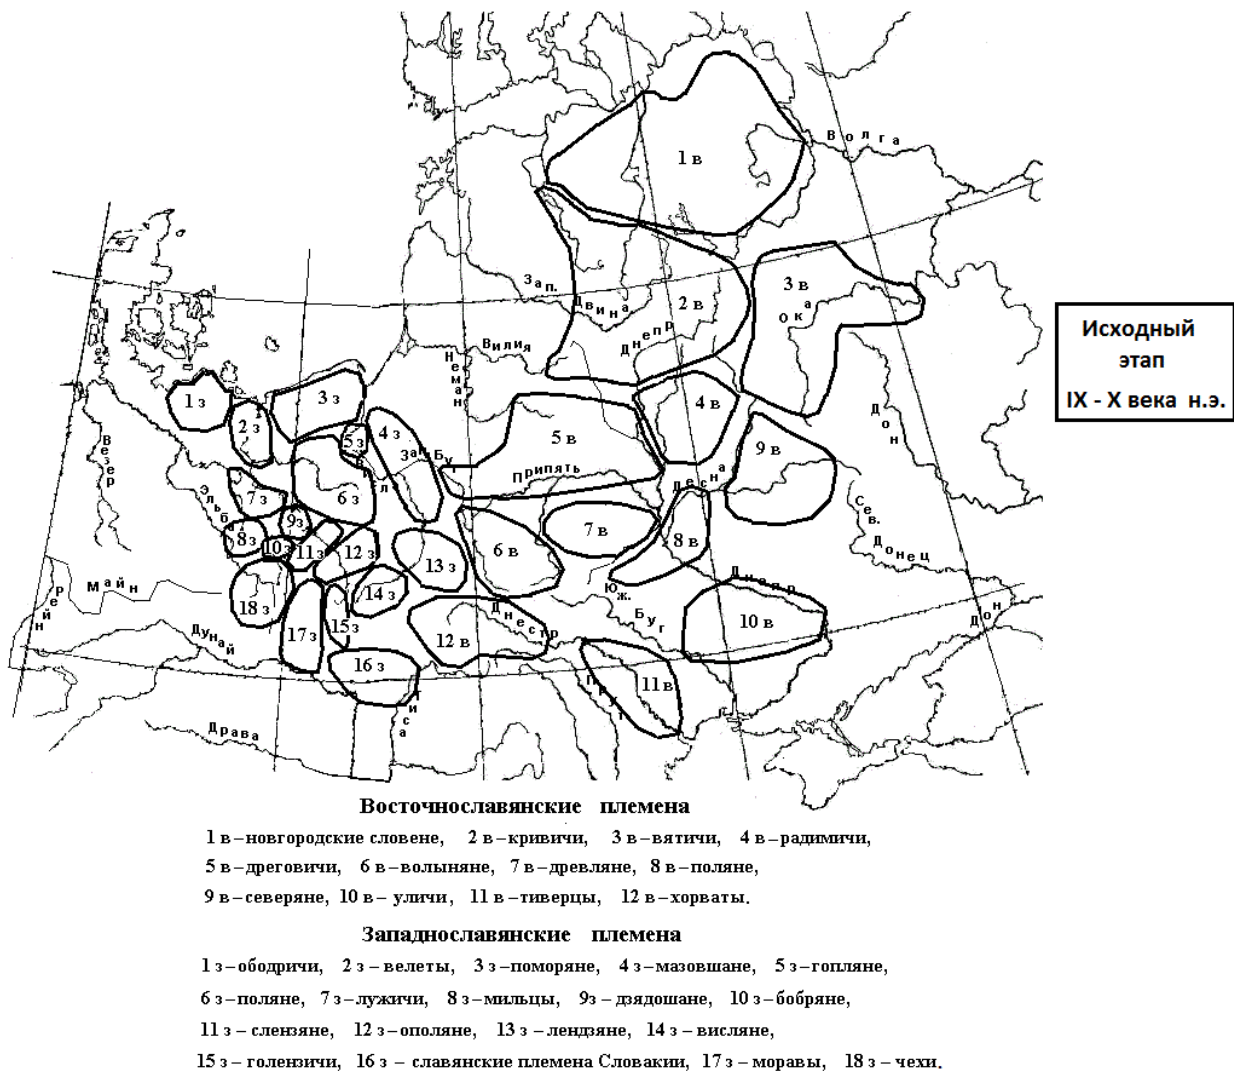 Волга
1 в
Зап.
Двина
2 в
3 в
Ока
Днепр
Вилия
Неман
Исходный
этап
IX - X века н.э.
1 з
2 з
3 з
4 з
5 з
Зап. Буг
5 в
4 в
9 в
Дон
Везер
Эльба
6 з
7 з
8 з
9з
10з
11з
12 з
13 з
14 з
15з
16 з
17з
18 з
Припять
Десна
6 в
7 в
8 в
Сев.
Донец
Рейн
Майн
Дунай
Днестр
Юж.
Буг
Днепр
10 в
Дон
12 в
11 в
Прут
Тиса
Драва
Восточнославянские племена
1 в–новгородские словене, 2 в–кривичи, 3 в–вятичи, 4 в–радимичи,
5 в–дреговичи, 6 в–волыняне, 7 в–древляне, 8 в–поляне,
9 в–северяне, 10 в– уличи, 11 в–тиверцы, 12 в–хорваты.
Западнославянские племена
1 з–ободричи, 2 з – велеты, 3 з–поморяне, 4 з–мазовшане, 5 з–гопляне,
6 з–поляне, 7 з–лужичи, 8 з–мильцы, 9з– дзядошане, 10 з–бобряне,
11 з – слензяне, 12 з–ополяне, 13 з – лендзяне, 14 з–висляне,
15 з– голензичи, 16 з – славянские племена Словакии, 17 з–моравы, 18 з– чехи.